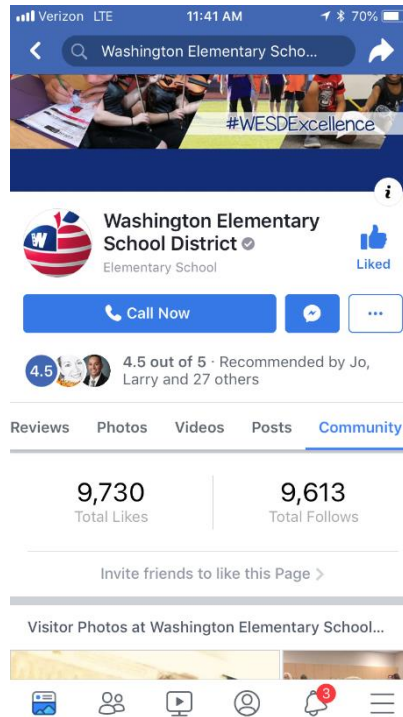 Verizon LTE 11:41 AM 70%
Washington Elementary Scho...
#WESDExcellence
i
W
Washington Elementary
School District
Elementary School
Liked
Call Now
4.5
4.5 out of 5 · Recommended by Jo,
Larry and 27 others
Reviews Photos Videos Posts Community
9,730 9,613
Total Likes Total Follows
Invite friends to like this Page >
Visitor Photos at Washington Elementary School...
3